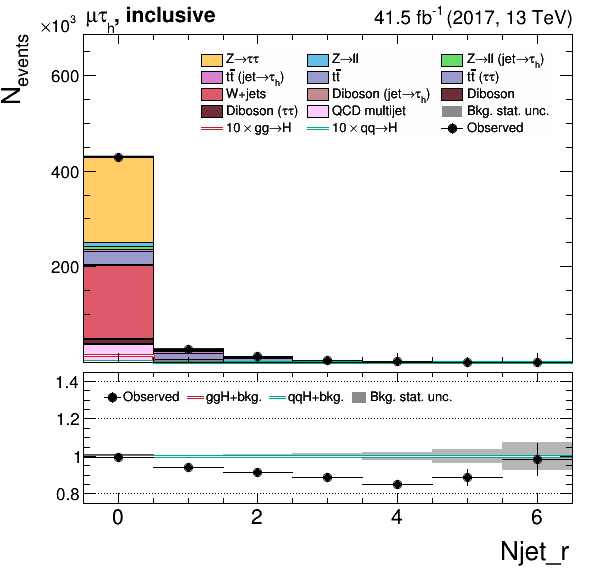 ×10³ μτₕ, inclusive 41.5 fb⁻¹ (2017, 13 TeV)
N_events
600
400
200
Z→ττ Z→ll Z→ll (jet→τₕ)
tt̄ (jet→τₕ) tt̄ tt̄ (ττ)
W+jets Diboson (jet→τₕ) Diboson
Diboson (ττ) QCD multijet Bkg. stat. unc.
10 × gg→H 10 × qq→H Observed
1.4
1.2
1
0.8
Observed ggH+bkg. qqH+bkg. Bkg. stat. unc.
0 2 4 6
Njet_r